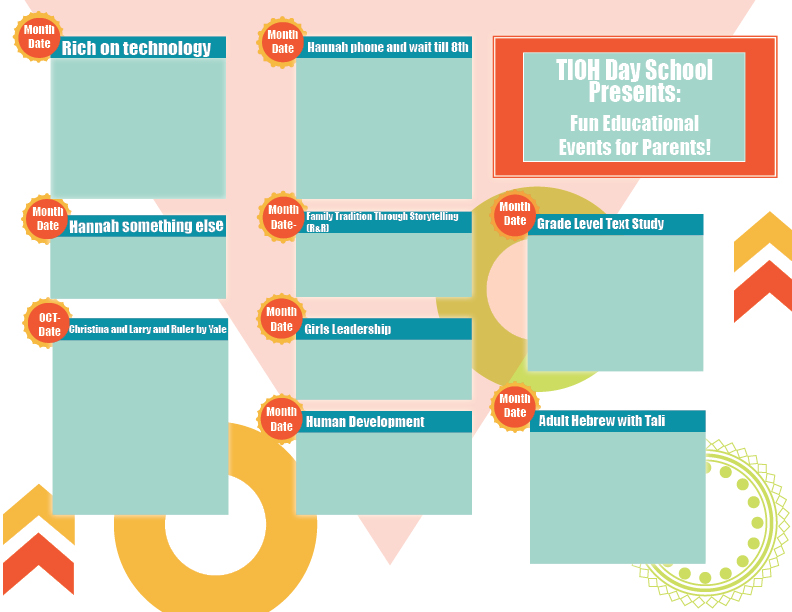 Month
Date
Rich on technology
Month
Date
Hannah something else
OCT-
Date
Christina and Larry and Ruler by Yale
Month
Date
Hannah phone and wait till 8th
Month
Date-
Family Tradition Through Storytelling
(R&R)
Month
Date
Girls Leadership
Month
Date
Human Development
TIOH Day School
Presents:
Fun Educational
Events for Parents!
Month
Date
Grade Level Text Study
Month
Date
Adult Hebrew with Tali